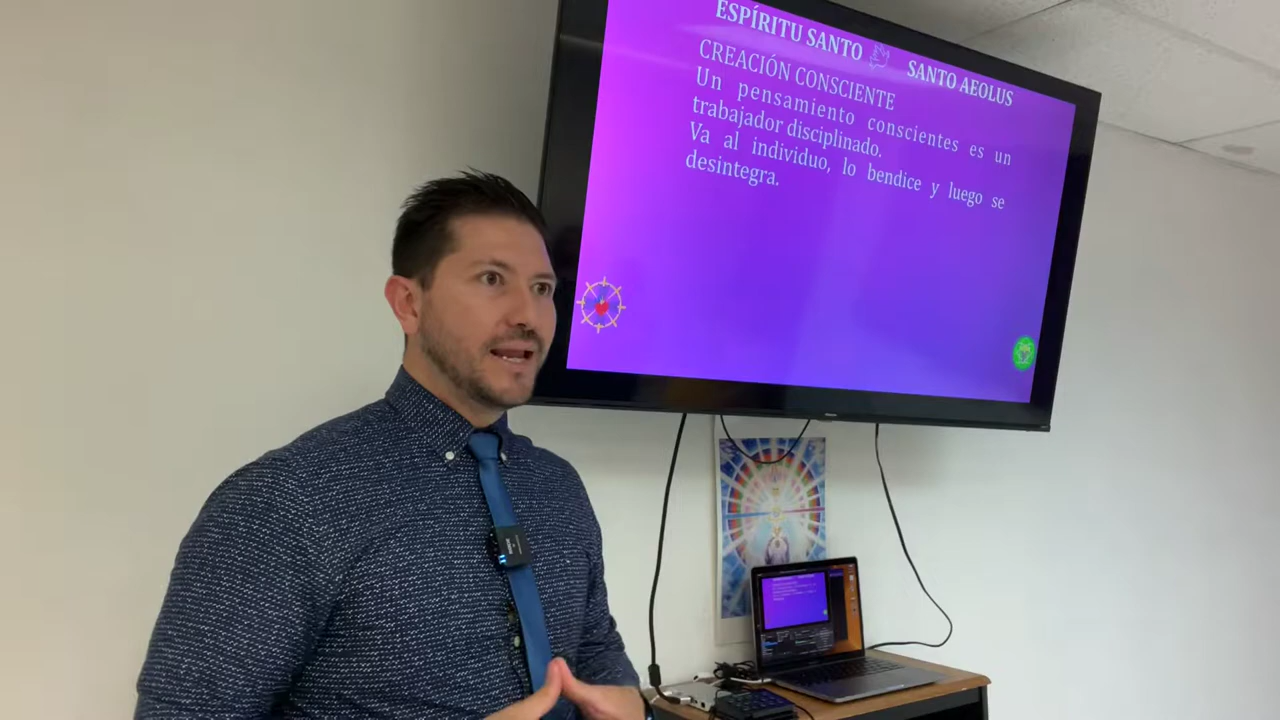 ESPÍRITU SANTO SANTO AEOLUS
CREACIÓN CONSCIENTE
Un pensamiento conscientes es un
trabajador disciplinado.
Va al individuo, lo bendice y luego se
desintegra.